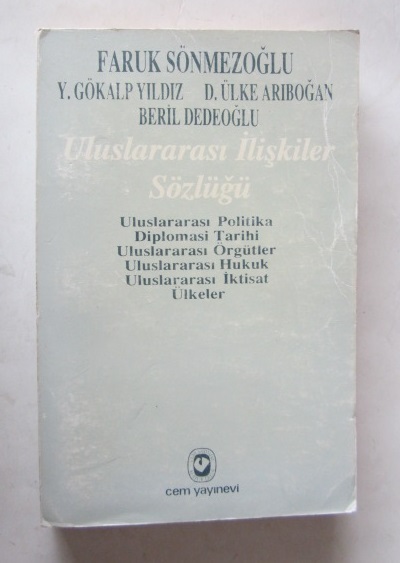 FARUK SÖNMEZOĞLU
Y. GÖKALP YILDIZ D. ÜLKE ARIBOĞAN
BERİL DEDEOĞLU
Uluslararası İlişkiler
Sözlüğü
Uluslararası Politika
Diplomasi Tarihi
Uluslararası Örgütler
Uluslararası Hukuk
Uluslararası İktisat
Ülkeler
cem yayınevi